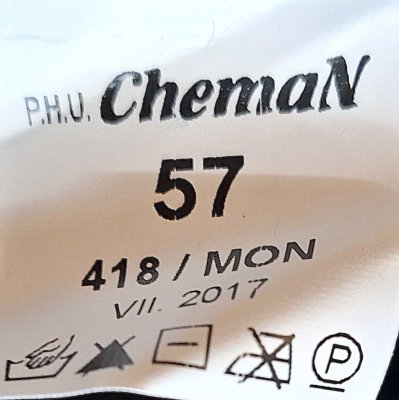 P.H.U. ChemaN
57
418 / MON
VII. 2017
P